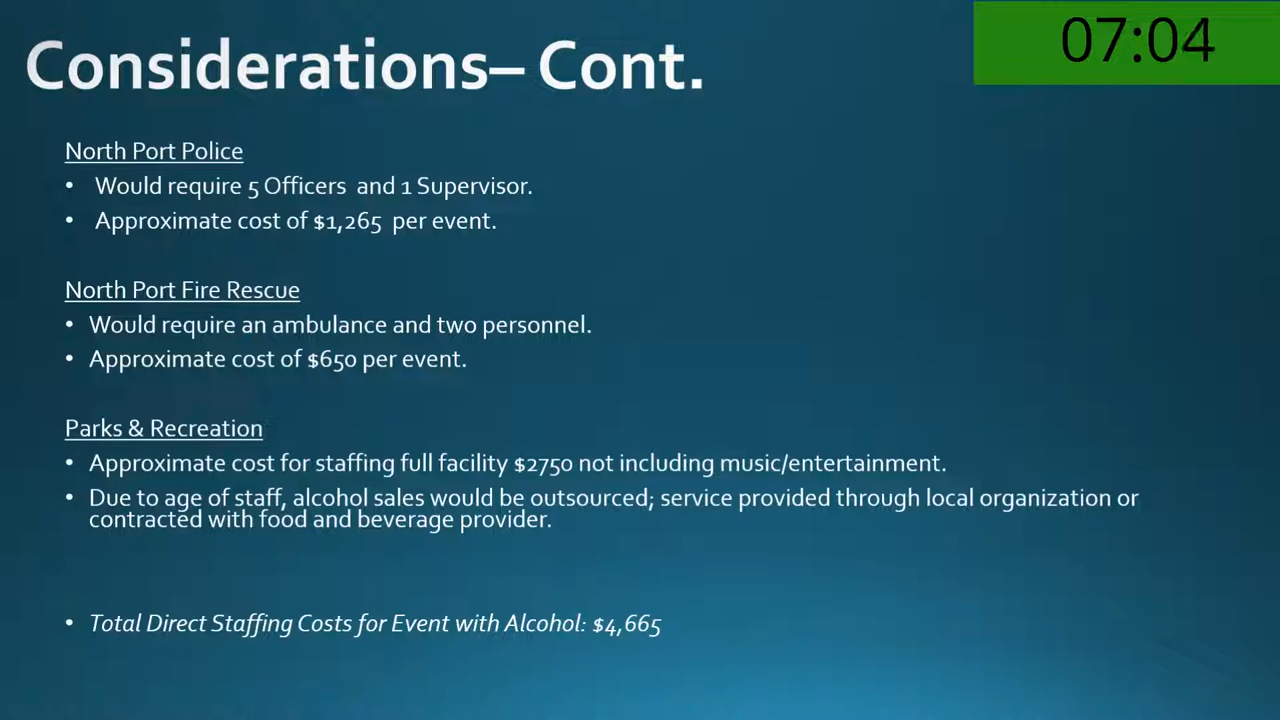 Considerations– Cont.
07:04
North Port Police
• Would require 5 Officers and 1 Supervisor.
• Approximate cost of $1,265 per event.
North Port Fire Rescue
• Would require an ambulance and two personnel.
• Approximate cost of $650 per event.
Parks & Recreation
• Approximate cost for staffing full facility $2750 not including music/entertainment.
• Due to age of staff, alcohol sales would be outsourced; service provided through local organization or
contracted with food and beverage provider.
• Total Direct Staffing Costs for Event with Alcohol: $4,665